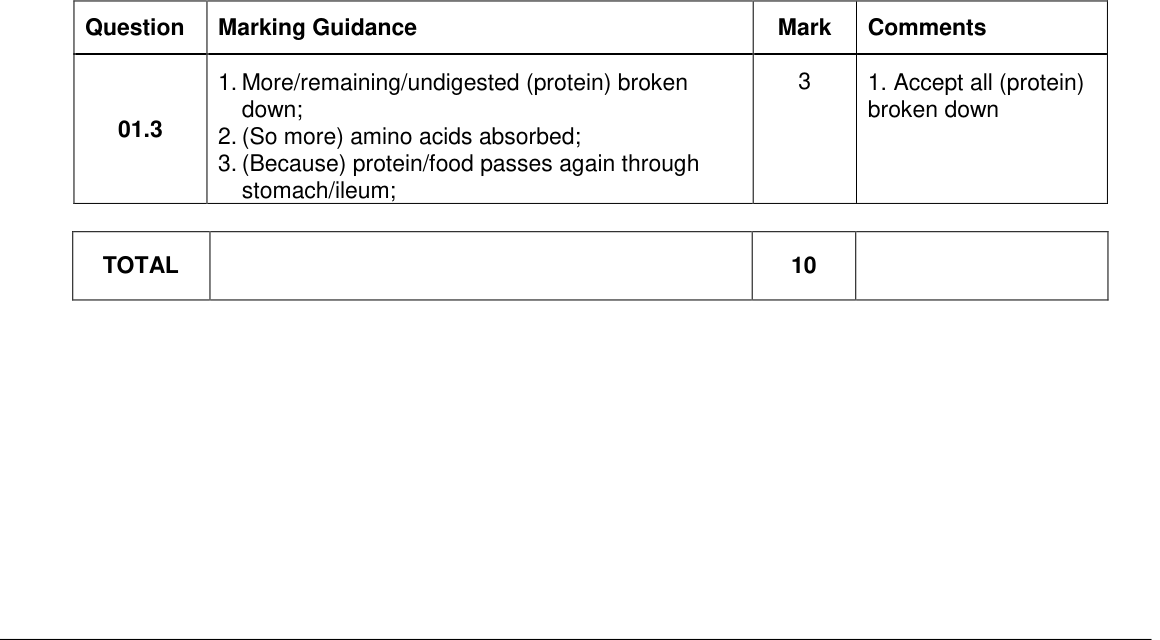 Question Marking Guidance Mark Comments
01.3
1. More/remaining/undigested (protein) broken
down;
2. (So more) amino acids absorbed;
3. (Because) protein/food passes again through
stomach/ileum;
3
1. Accept all (protein)
broken down
TOTAL 10